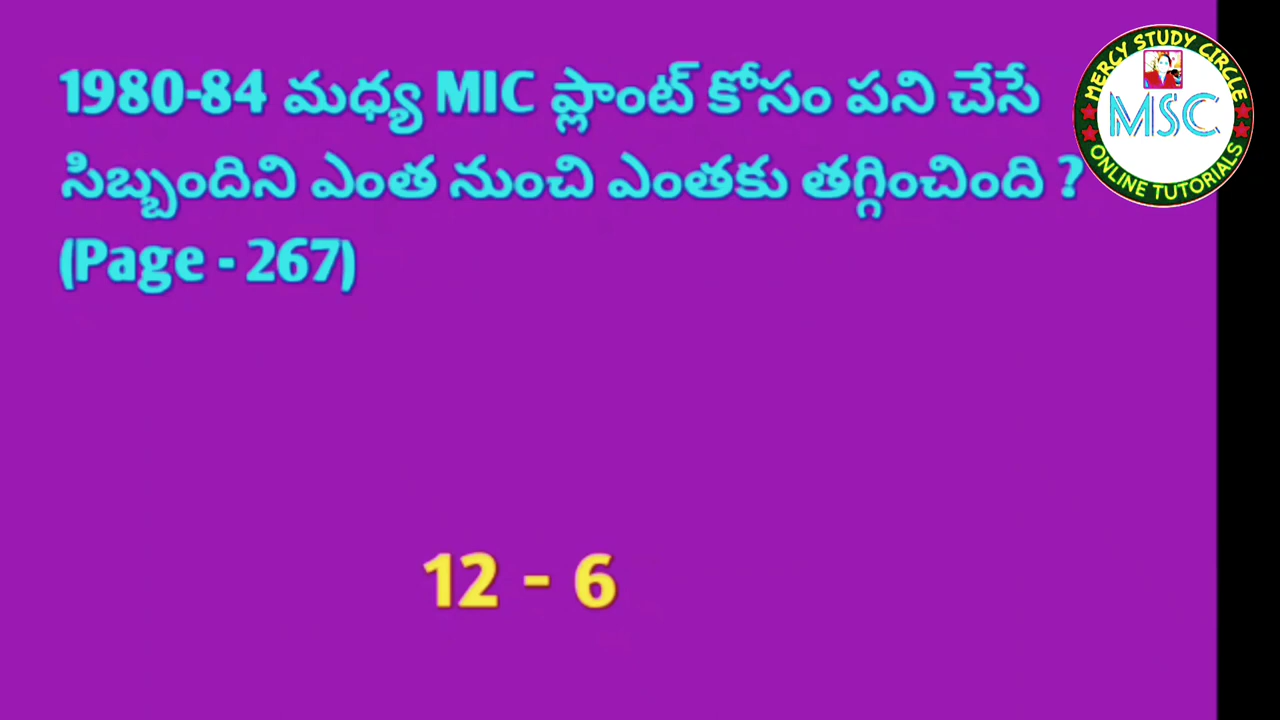 1980-84 మధ్య MIC ప్లాంట్ కోసం పని చేసే
సిబ్బందిని ఎంత నుంచి ఎంతకు తగ్గించింది ?
(Page - 267)
12 - 6
MERCY STUDY CIRCLE
MSC
ONLINE TUTORIALS